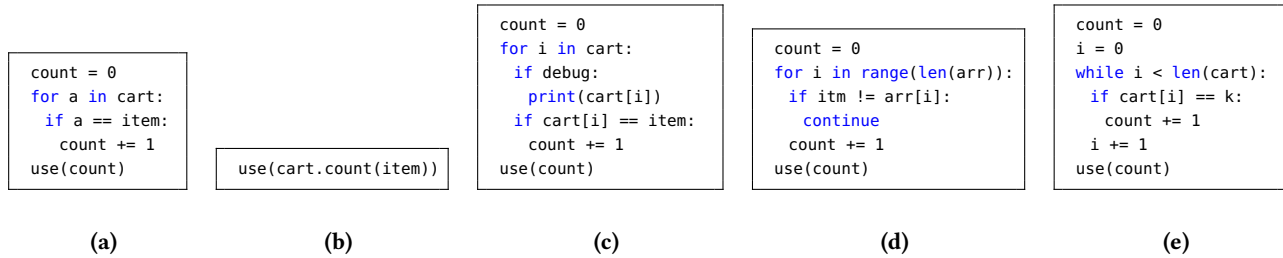 count = 0
for a in cart:
  if a == item:
    count += 1
use(count)
(a)
use(cart.count(item))
(b)
count = 0
for i in cart:
  if debug:
    print(cart[i])
  if cart[i] == item:
    count += 1
use(count)
(c)
count = 0
for i in range(len(arr)):
  if itm != arr[i]:
    continue
  count += 1
use(count)
(d)
count = 0
i = 0
while i < len(cart):
  if cart[i] == k:
    count += 1
  i += 1
use(count)
(e)